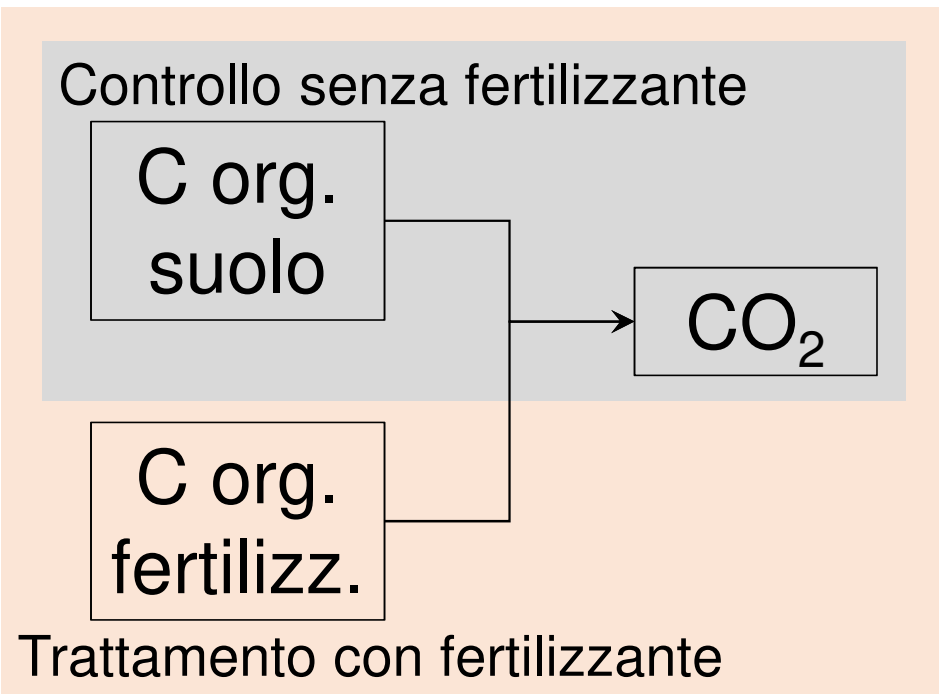 Controllo senza fertilizzante
C org.
suolo
CO₂
C org.
fertilizz.
Trattamento con fertilizzante